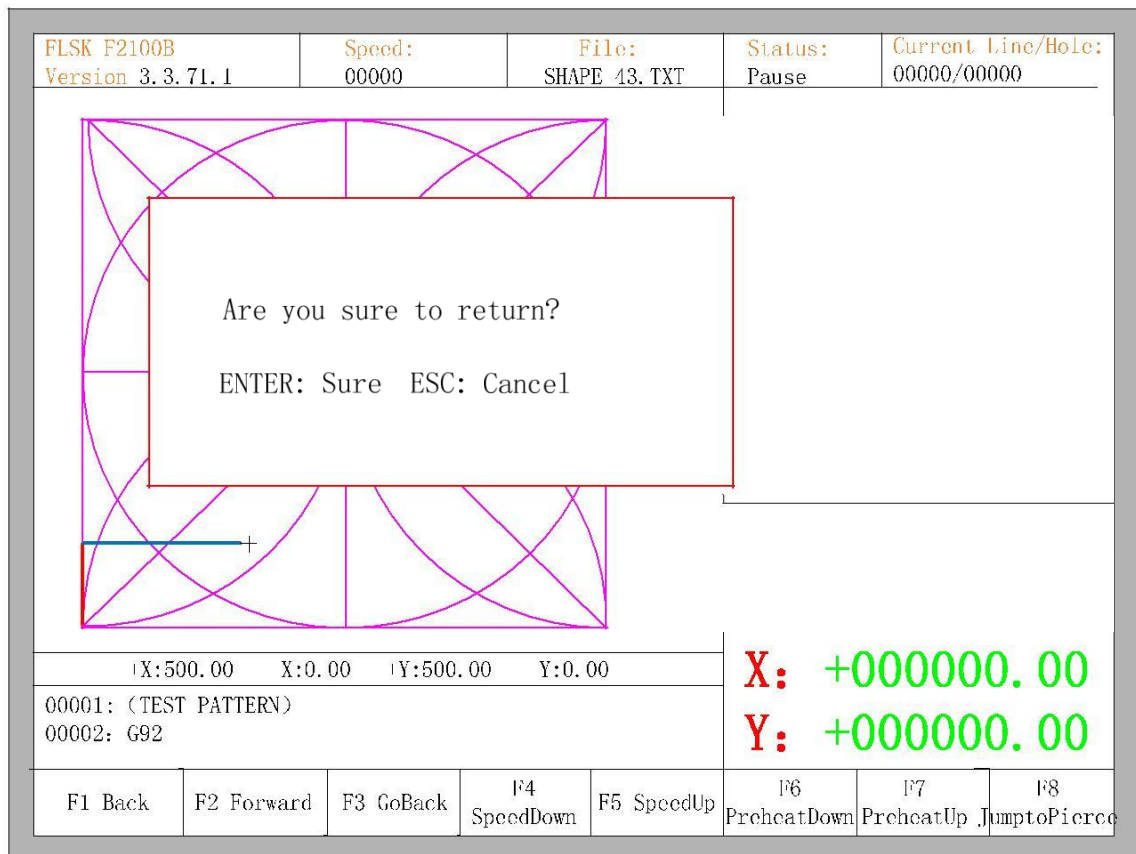 FLSK F2100B Speed: File: Status: Current Line/Hole:
Version 3.3.71.1 00000 SHAPE 43.TXT Pause 00000/00000
Are you sure to return?
ENTER: Sure ESC: Cancel
+X:500.00 X:0.00 +Y:500.00 Y:0.00
X: +000000.00
00001: (TEST PATTERN)
00002: G92
Y: +000000.00
F1 Back F2 Forward F3 GoBack F4 SpeedDown F5 SpeedUp F6 PreheatDown F7 PreheatUp F8 JumptoPierce